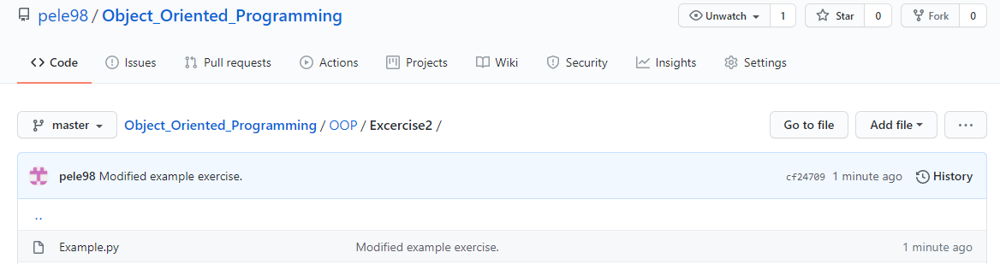 pele98 / Object_Oriented_Programming Unwatch 1 Star 0 Fork 0
Code Issues Pull requests Actions Projects Wiki Security Insights Settings
master Object_Oriented_Programming / OOP / Excercise2 / Go to file Add file ...
pele98 Modified example exercise. cf24709 1 minute ago History
..
Example.py Modified example exercise. 1 minute ago